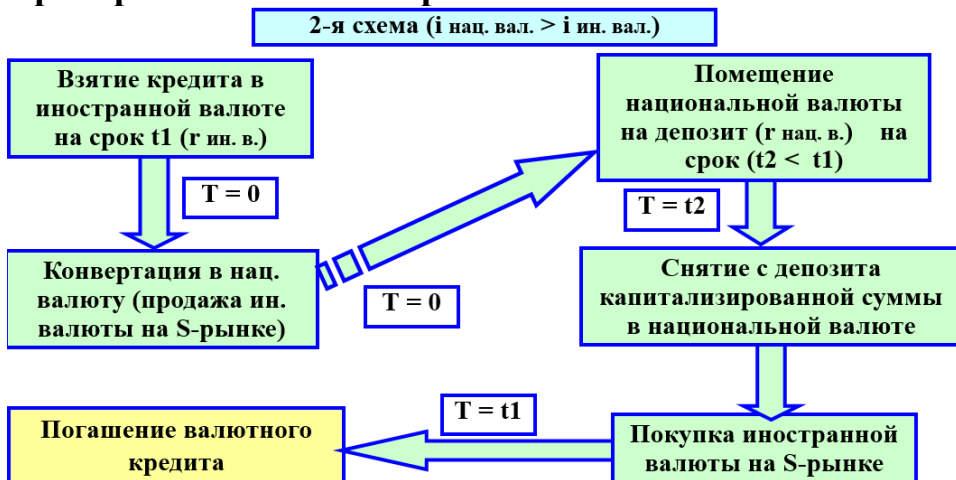 2-я схема (i нац. вал. > i ин. вал.)
Взятие кредита в
иностранной валюте
на срок t1 (r ин. в.)
T = 0
Конвертация в нац.
валюту (продажа ин.
валюты на S-рынке)
T = 0
Помещение
национальной валюты
на депозит (r нац. в.) на
срок (t2 < t1)
T = t2
Снятие с депозита
капитализированной суммы
в национальной валюте
Покупка иностранной
валюты на S-рынке
T = t1
Погашение валютного
кредита